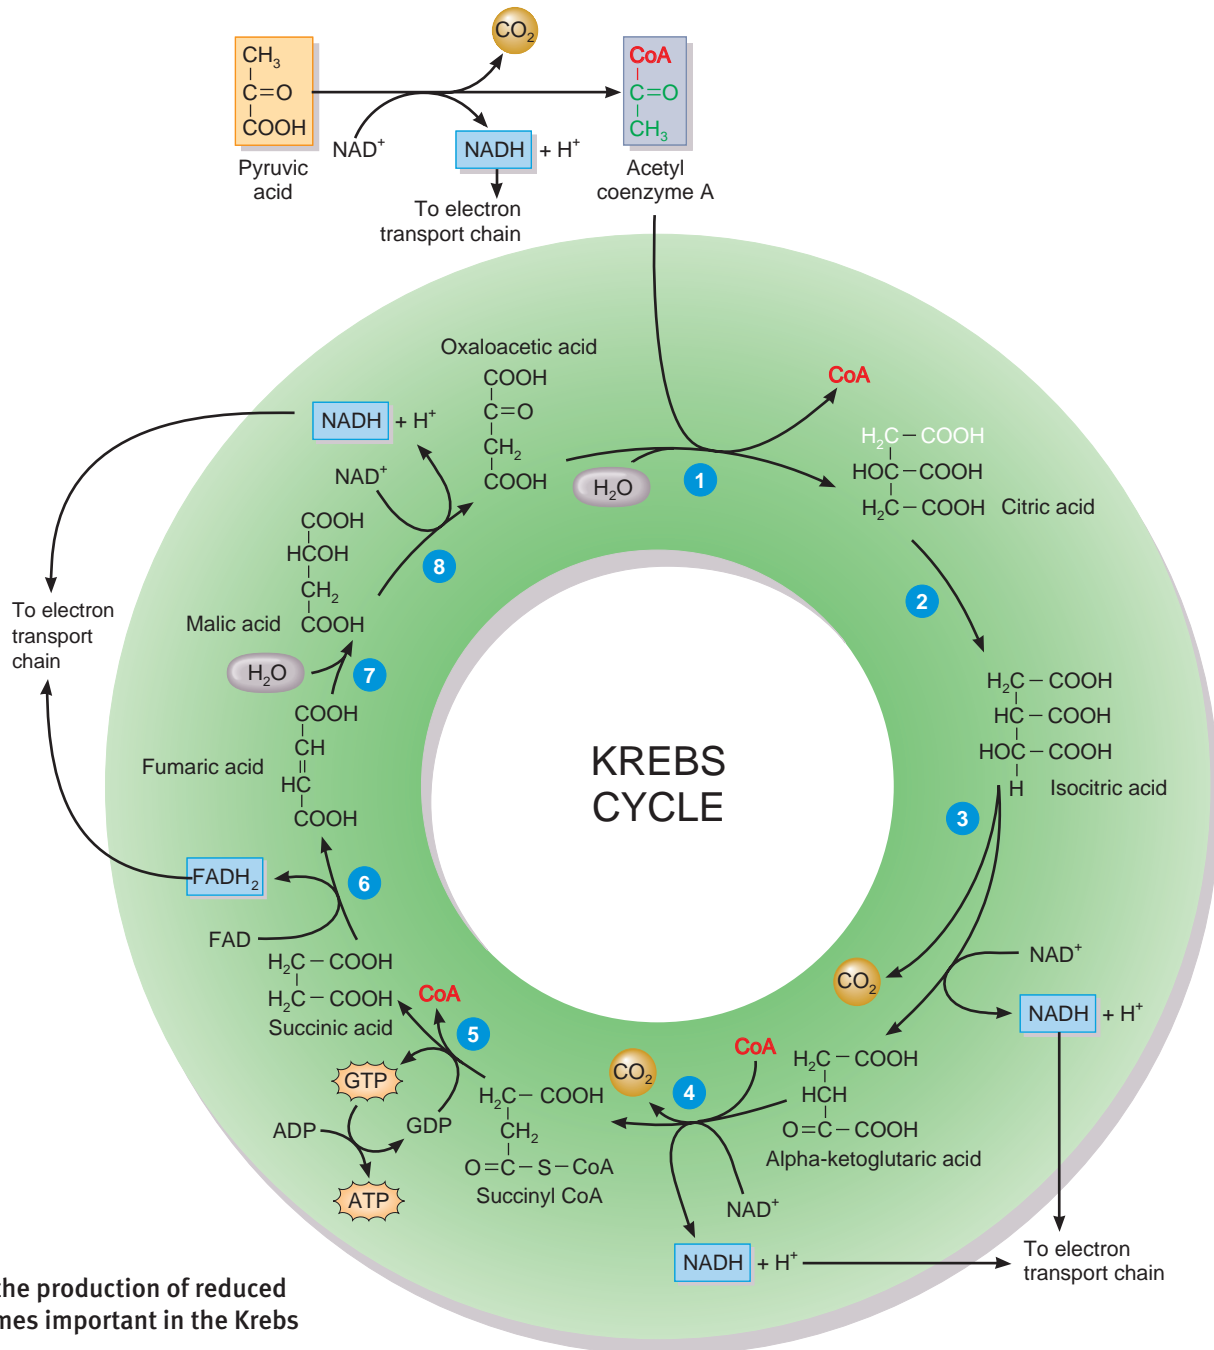 CO₂
CH₃
C=O
COOH
Pyruvic
acid
NAD⁺
NADH + H⁺
To electron
transport chain
CoA
C=O
CH₃
Acetyl
coenzyme A
Oxaloacetic acid
COOH
C=O
CH₂
COOH
H₂O
1
CoA
H₂C – COOH
HOC – COOH
H₂C – COOH
Citric acid
2
H₂C – COOH
HC – COOH
HOC – COOH
H
Isocitric acid
3
CO₂
NAD⁺
NADH + H⁺
H₂C – COOH
HCH
O=C – COOH
Alpha-ketoglutaric acid
To electron
transport chain
CoA
4
CO₂
NAD⁺
NADH + H⁺
H₂C – COOH
CH₂
O=C – S – CoA
Succinyl CoA
5
CoA
GTP
GDP
ADP
ATP
H₂C – COOH
H₂C – COOH
Succinic acid
6
FAD
FADH₂
COOH
CH
HC
COOH
Fumaric acid
7
H₂O
COOH
HCOH
CH₂
COOH
Malic acid
8
NAD⁺
NADH + H⁺
To electron
transport
chain
KREBS
CYCLE
the production of reduced
mes important in the Krebs